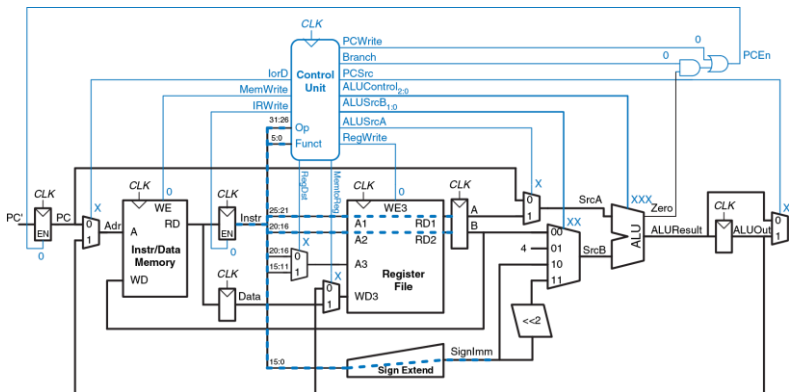 CLK
PCWrite
0
Branch
0
PCEn
IorD
Control
Unit
PCSrc
MemWrite
ALUControl2:0
IRWrite
ALUSrcB1:0
31:26
Op
ALUSrcA
5:0
Funct
RegWrite
RegDst
MemtoReg
CLK
CLK
CLK
CLK
CLK
X
0
0
X
XXX
X
PC'
PC
EN
0
0
1
Adr
WE
A
RD
Instr/Data
Memory
WD
EN
0
Instr
25:21
20:16
A1
A2
WE3
RD1
RD2
A
B
0
1
SrcA
XX
Zero
CLK
20:16
15:11
X
0
1
A3
X
0
1
WD3
Register
File
4
00
01
10
11
SrcB
ALU
ALUResult
ALUOut
0
1
CLK
Data
<<2
15:0
SignImm
Sign Extend